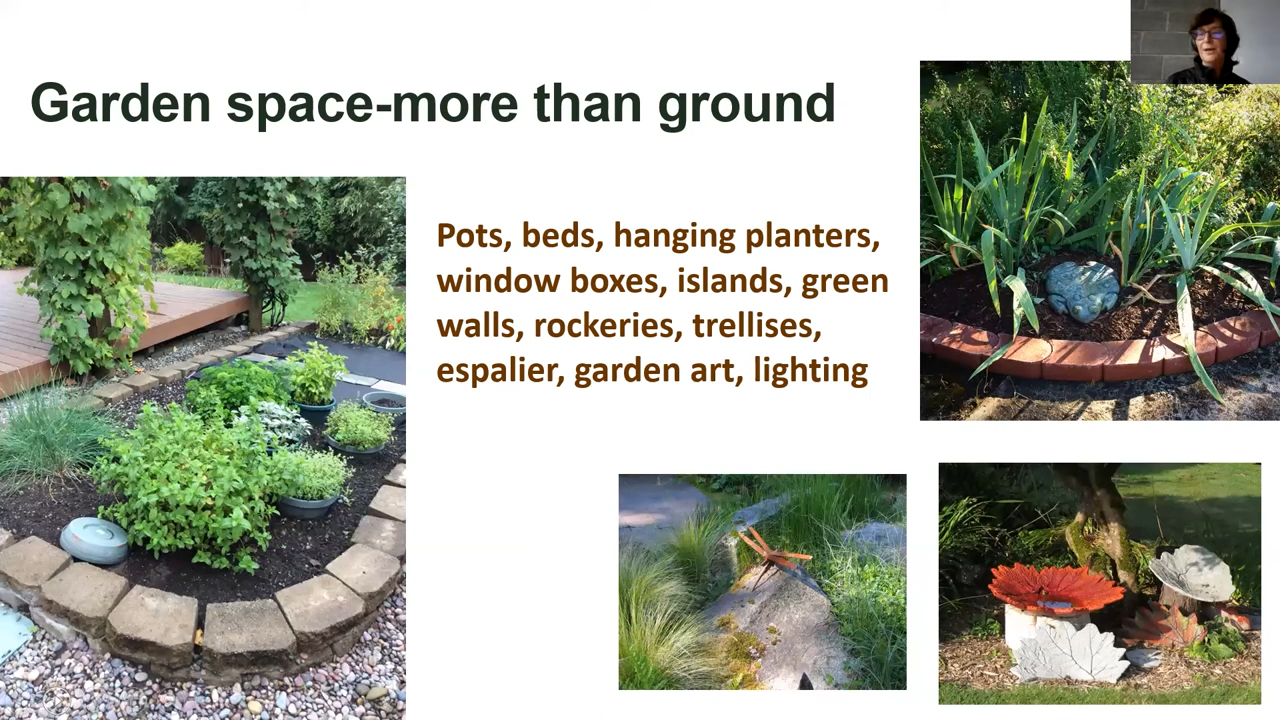 Garden space-more than ground
Pots, beds, hanging planters,
window boxes, islands, green
walls, rockeries, trellises,
espalier, garden art, lighting